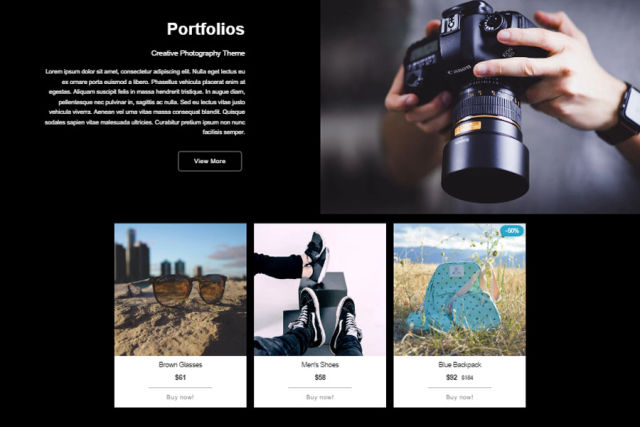 Portfolios
Creative Photography Theme
Lorem ipsum dolor sit amet, consectetur adipiscing elit. Nulla eget lectus eu
ex ornare porta euismod a libero. Phasellus vehicula placerat enim at
egestas. Aliquam suscipit felis in massa hendrerit tristique. In augue diam,
pellentesque nec pulvinar in, sagittis ac nulla. Sed eu lectus vitae justo
vehicula viverra. Aenean vel urna vitae massa consequat blandit. Quisque
sodales sapien vitae malesuada ultricies. Curabitur pretium ipsum non nunc
facilisis semper.
View More
Canon
-50%
Brown Glasses
$61
Buy now!
Men's Shoes
$58
Buy now!
Blue Backpack
$92 $184
Buy now!